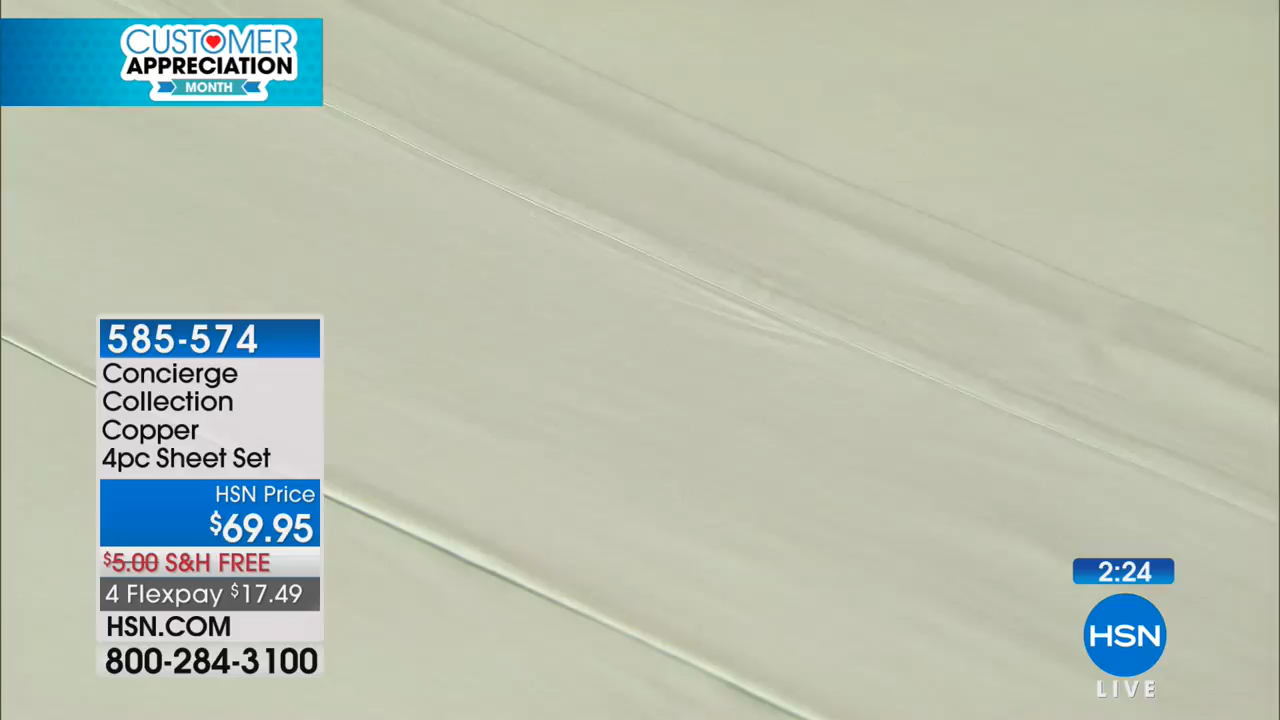 CUSTOMER
APPRECIATION
MONTH
585-574
Concierge
Collection
Copper
4pc Sheet Set
HSN Price
$69.95
$5.00 S&H FREE
4 Flexpay $17.49
HSN.COM
800-284-3100
2:24
HSN
LIVE